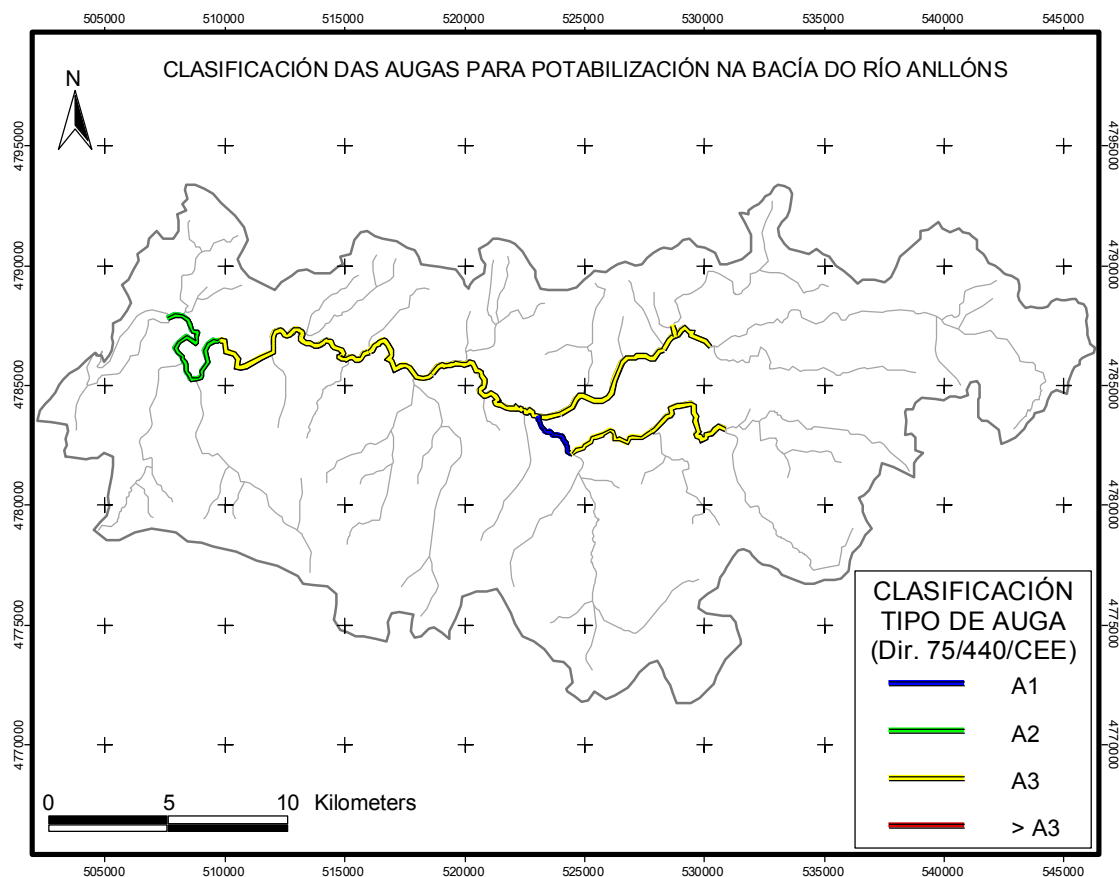 505000 510000 515000 520000 525000 530000 535000 540000 545000
N
CLASIFICACIÓN DAS AUGAS PARA POTABILIZACIÓN NA BACÍA DO RÍO ANLLÓNS
4795000 4795000
4790000 4790000
4785000 4785000
4780000 4780000
4775000 4775000
4770000 4770000
CLASIFICACIÓN
TIPO DE AUGA
(Dir. 75/440/CEE)
A1
A2
A3
> A3
0 5 10 Kilometers
505000 510000 515000 520000 525000 530000 535000 540000 545000